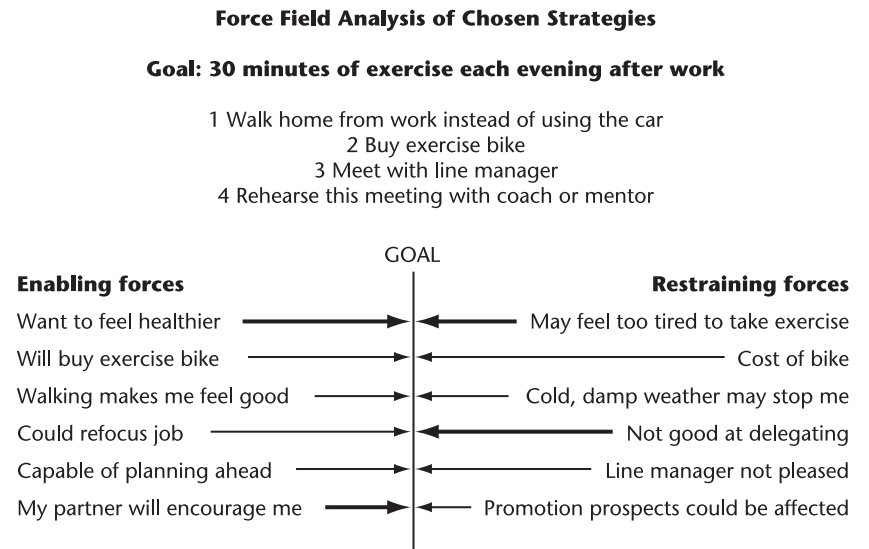 Force Field Analysis of Chosen Strategies
Goal: 30 minutes of exercise each evening after work
1 Walk home from work instead of using the car
2 Buy exercise bike
3 Meet with line manager
4 Rehearse this meeting with coach or mentor
GOAL
Enabling forces Restraining forces
Want to feel healthier May feel too tired to take exercise
Will buy exercise bike Cost of bike
Walking makes me feel good Cold, damp weather may stop me
Could refocus job Not good at delegating
Capable of planning ahead Line manager not pleased
My partner will encourage me Promotion prospects could be affected